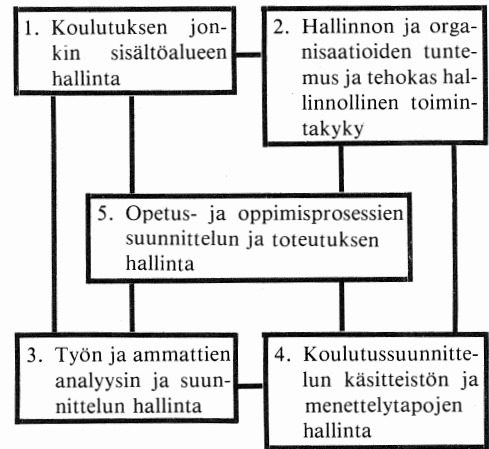 1. Koulutuksen jon-
kin sisältöalueen
hallinta
2. Hallinnon ja orga-
nisaatioiden tunte-
mus ja tehokas hal-
linnollinen toimin-
takyky
5. Opetus- ja oppimisprosessien
suunnittelun ja toteutuksen
hallinta
3. Työn ja ammattien
analyysin ja suun-
nittelun hallinta
4. Koulutussuunnitte-
lun käsitteistön ja
menettelytapojen
hallinta